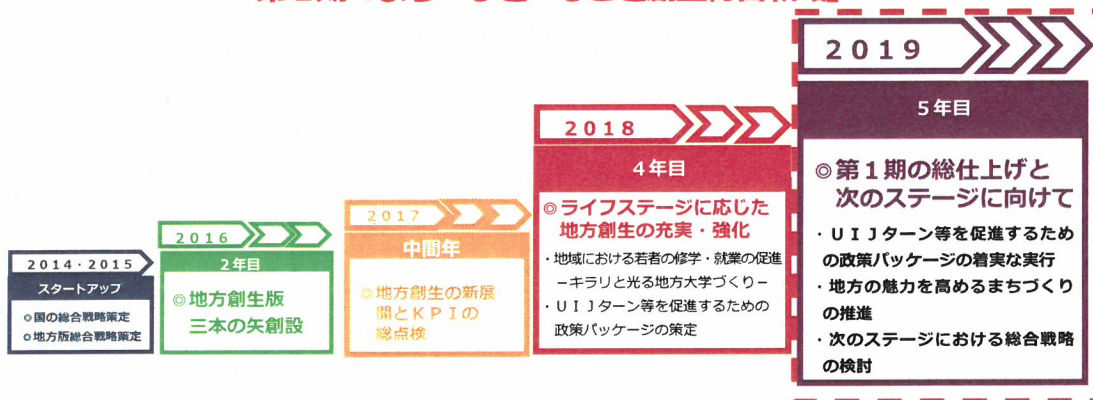 2014・2015
スタートアップ
◎国の総合戦略策定
◎地方版総合戦略策定
2016
2年目
◎地方創生版
三本の矢創設
2017
中間年
◎地方創生の新展
開とKPIの
総点検
2018
4年目
◎ライフステージに応じた
地方創生の充実・強化
・地域における若者の修学・就業の促進
－キラリと光る地方大学づくり－
・UIJターン等を促進するための
政策パッケージの策定
2019
5年目
◎第1期の総仕上げと
次のステージに向けて
・UIJターン等を促進するため
の政策パッケージの着実な実行
・地方の魅力を高めるまちづくり
の推進
・次のステージにおける総合戦略
の検討